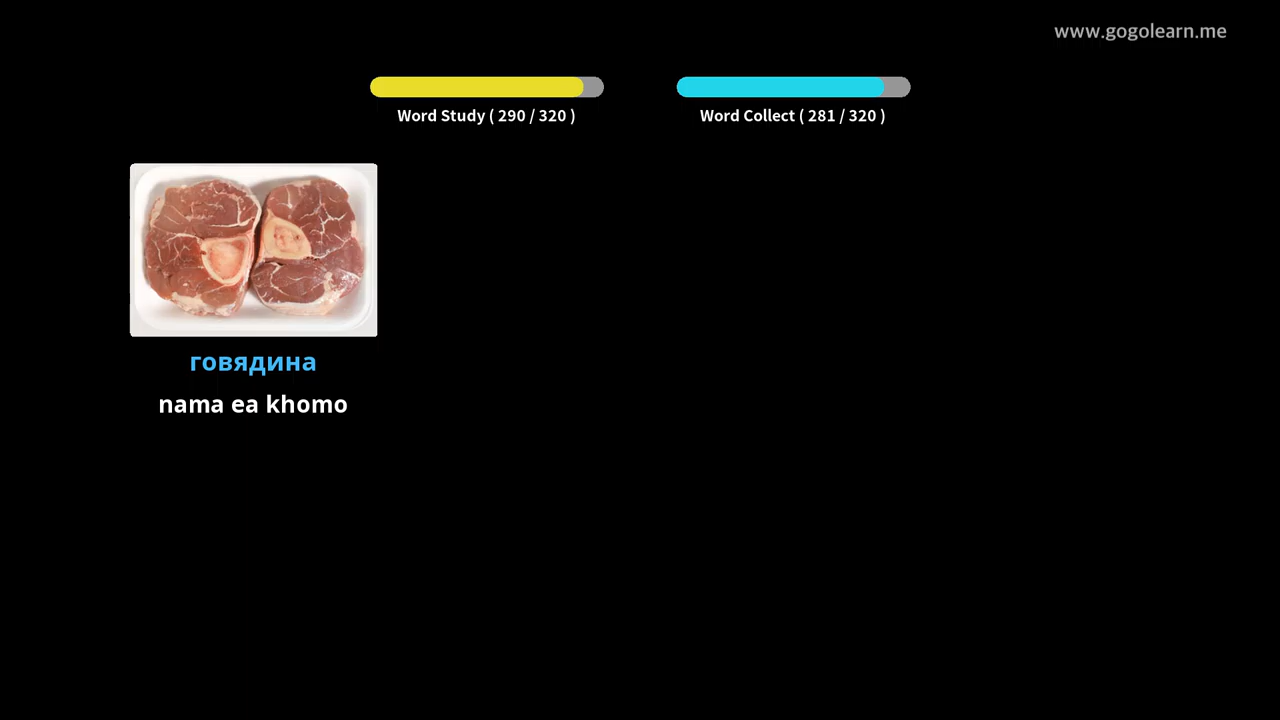 www.gogolearn.me
Word Study ( 290 / 320 )
Word Collect ( 281 / 320 )
говядина
nama ea khomo